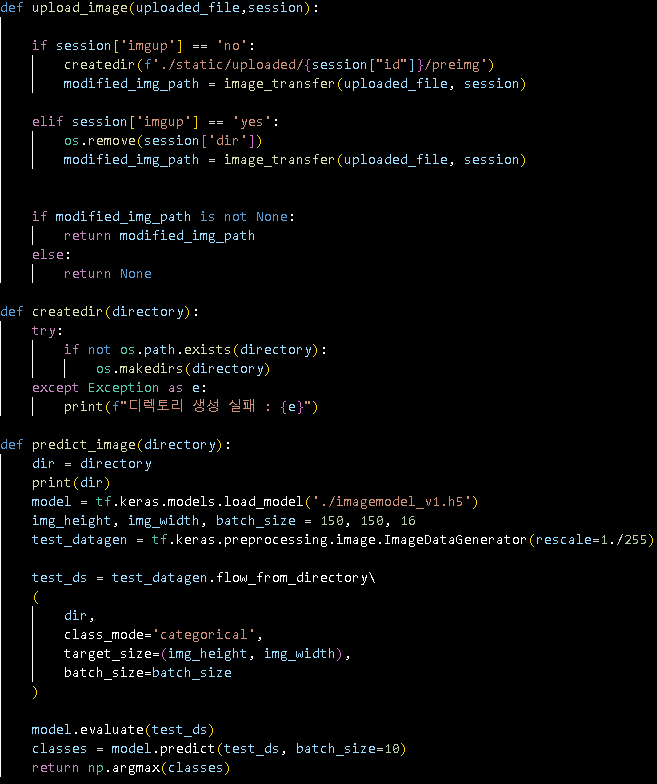 def upload_image(uploaded_file,session):
if session['imgup'] == 'no':
createdir(f'./static/uploaded/{session["id"]}/preimg')
modified_img_path = image_transfer(uploaded_file, session)
elif session['imgup'] == 'yes':
os.remove(session['dir'])
modified_img_path = image_transfer(uploaded_file, session)
if modified_img_path is not None:
return modified_img_path
else:
return None
def createdir(directory):
try:
if not os.path.exists(directory):
os.makedirs(directory)
except Exception as e:
print(f"디렉토리 생성 실패 : {e}")
def predict_image(directory):
dir = directory
print(dir)
model = tf.keras.models.load_model('./imagemodel_v1.h5')
img_height, img_width, batch_size = 150, 150, 16
test_datagen = tf.keras.preprocessing.image.ImageDataGenerator(rescale=1./255)
test_ds = test_datagen.flow_from_directory\
(
dir,
class_mode='categorical',
target_size=(img_height, img_width),
batch_size=batch_size
)
model.evaluate(test_ds)
classes = model.predict(test_ds, batch_size=10)
return np.argmax(classes)